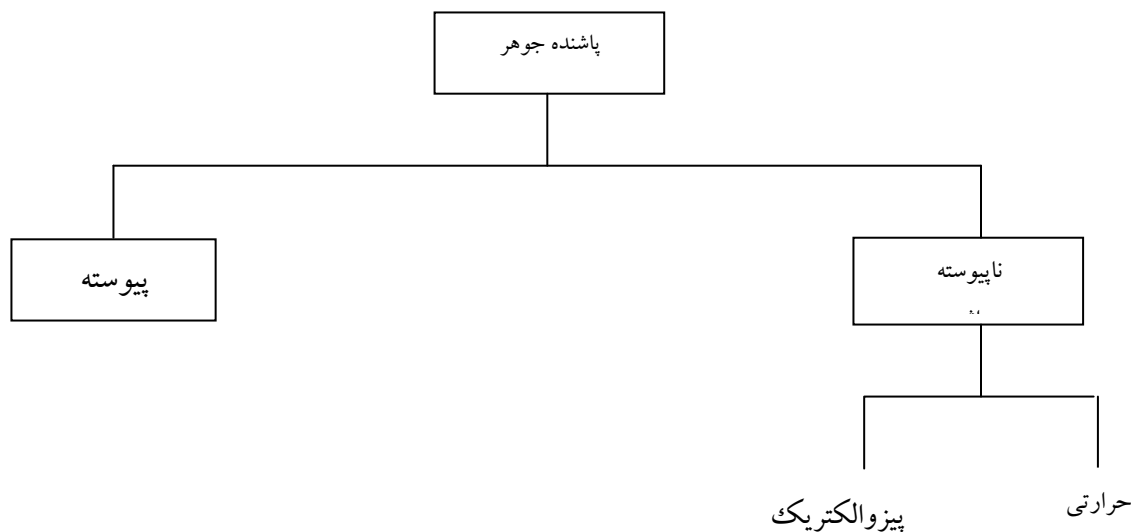 پاشنده جوهر
ناپیوسته
پیوسته
حرارتی
پیزوالکتریک